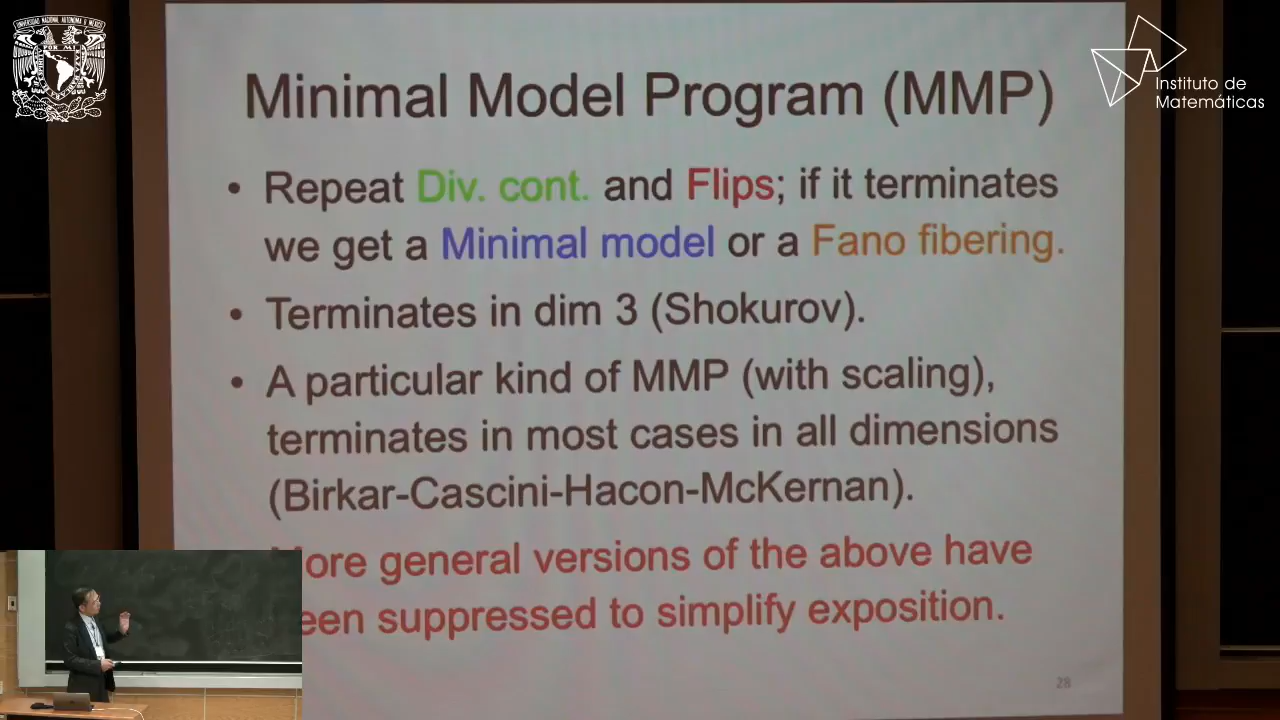 Minimal Model Program (MMP)
• Repeat Div. cont. and Flips; if it terminates
we get a Minimal model or a Fano fibering.
• Terminates in dim 3 (Shokurov).
• A particular kind of MMP (with scaling),
terminates in most cases in all dimensions
(Birkar-Cascini-Hacon-McKernan).
ore general versions of the above have
een suppressed to simplify exposition.
28
Instituto de
Matemáticas